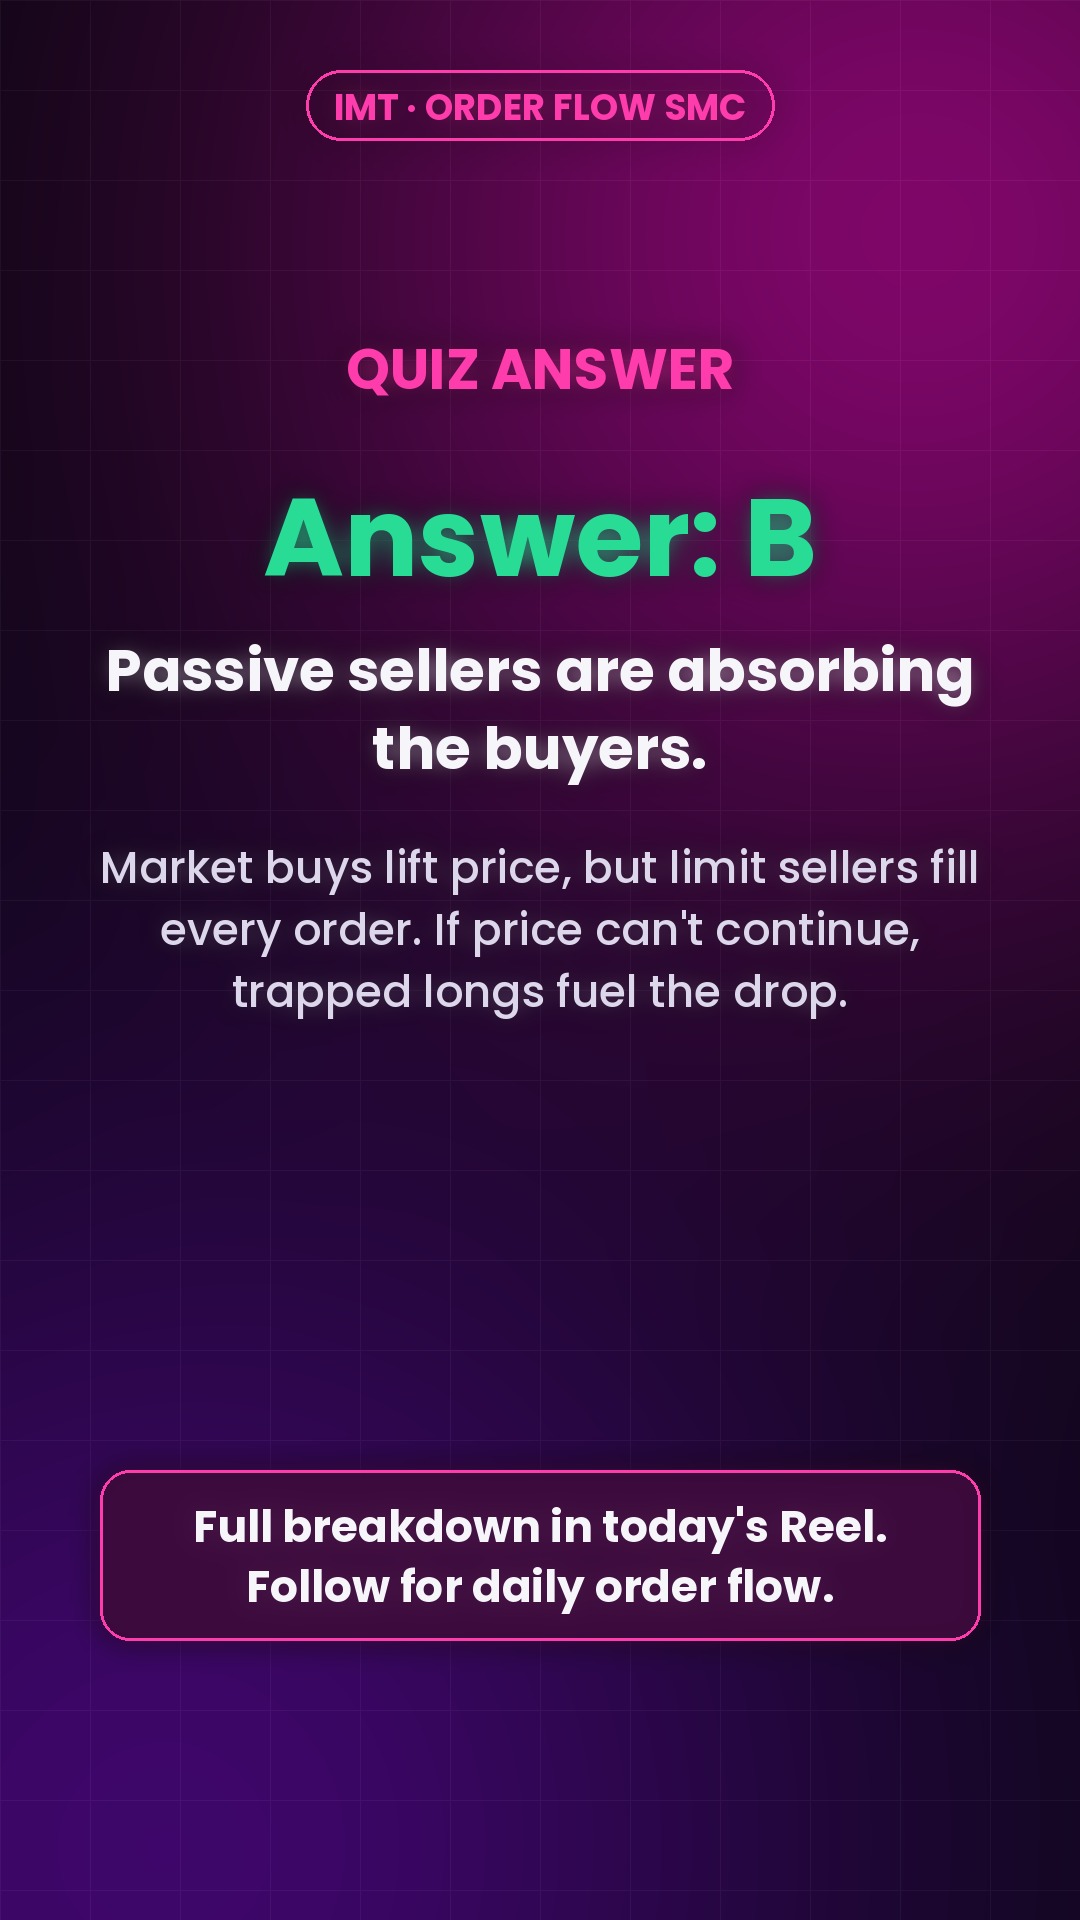 IMT · ORDER FLOW SMC
QUIZ ANSWER
Answer: B
Passive sellers are absorbing
the buyers.
Market buys lift price, but limit sellers fill
every order. If price can't continue,
trapped longs fuel the drop.
Full breakdown in today's Reel.
Follow for daily order flow.